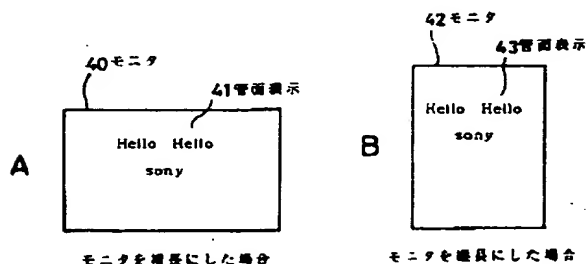 40モニタ
41管面表示
Hello Hello
sony
A
モニタを横長にした場合
42モニタ
43管面表示
Hello Hello
sony
B
モニタを縦長にした場合